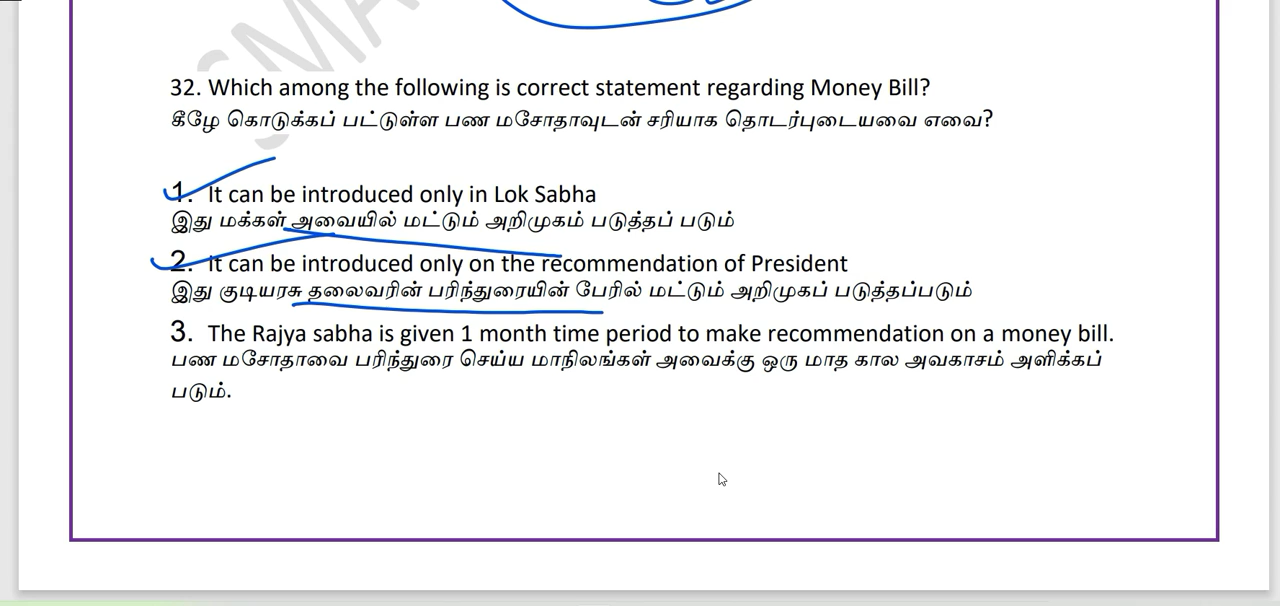 SMA
32. Which among the following is correct statement regarding Money Bill?
கீழே கொடுக்கப் பட்டுள்ள பண மசோதாவுடன் சரியாக தொடர்புடையவை எவை?
1. It can be introduced only in Lok Sabha
இது மக்கள் அவையில் மட்டும் அறிமுகம் படுத்தப் படும்
2. It can be introduced only on the recommendation of President
இது குடியரசு தலைவரின் பரிந்துரையின் பேரில் மட்டும் அறிமுகப் படுத்தப்படும்
3. The Rajya sabha is given 1 month time period to make recommendation on a money bill.
பண மசோதாவை பரிந்துரை செய்ய மாநிலங்கள் அவைக்கு ஒரு மாத கால அவகாசம் அளிக்கப்
படும்.